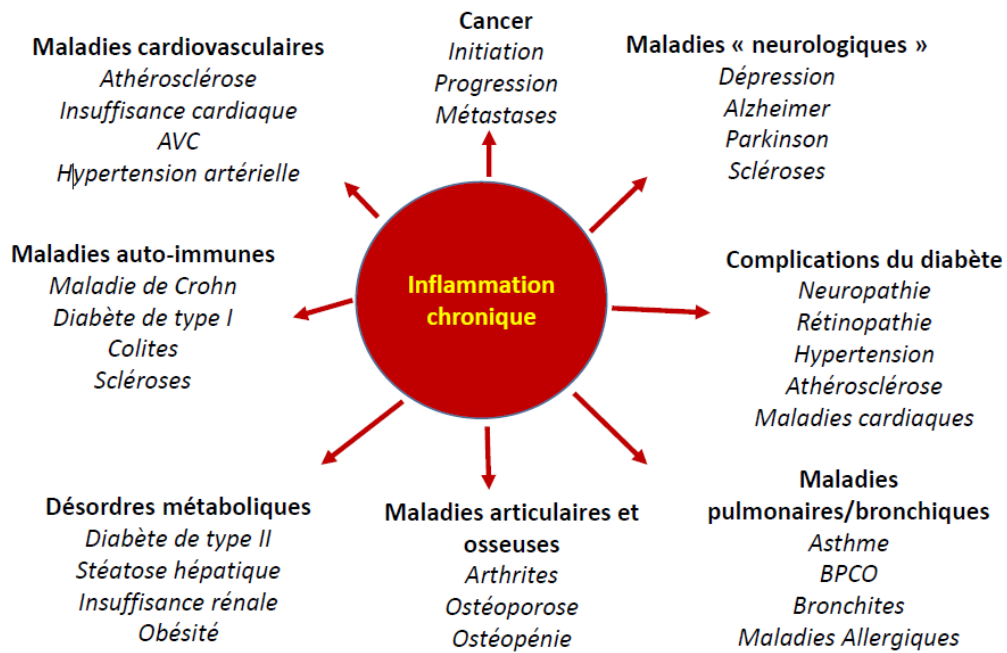 Cancer
Initiation
Progression
Métastases
Maladies cardiovasculaires
Athérosclérose
Insuffisance cardiaque
AVC
Hypertension artérielle
Maladies « neurologiques »
Dépression
Alzheimer
Parkinson
Scléroses
Maladies auto-immunes
Maladie de Crohn
Diabète de type I
Colites
Scléroses
Inflammation
chronique
Complications du diabète
Neuropathie
Rétinopathie
Hypertension
Athérosclérose
Maladies cardiaques
Désordres métaboliques
Diabète de type II
Stéatose hépatique
Insuffisance rénale
Obésité
Maladies articulaires et
osseuses
Arthrites
Ostéoporose
Ostéopénie
Maladies
pulmonaires/bronchiques
Asthme
BPCO
Bronchites
Maladies Allergiques